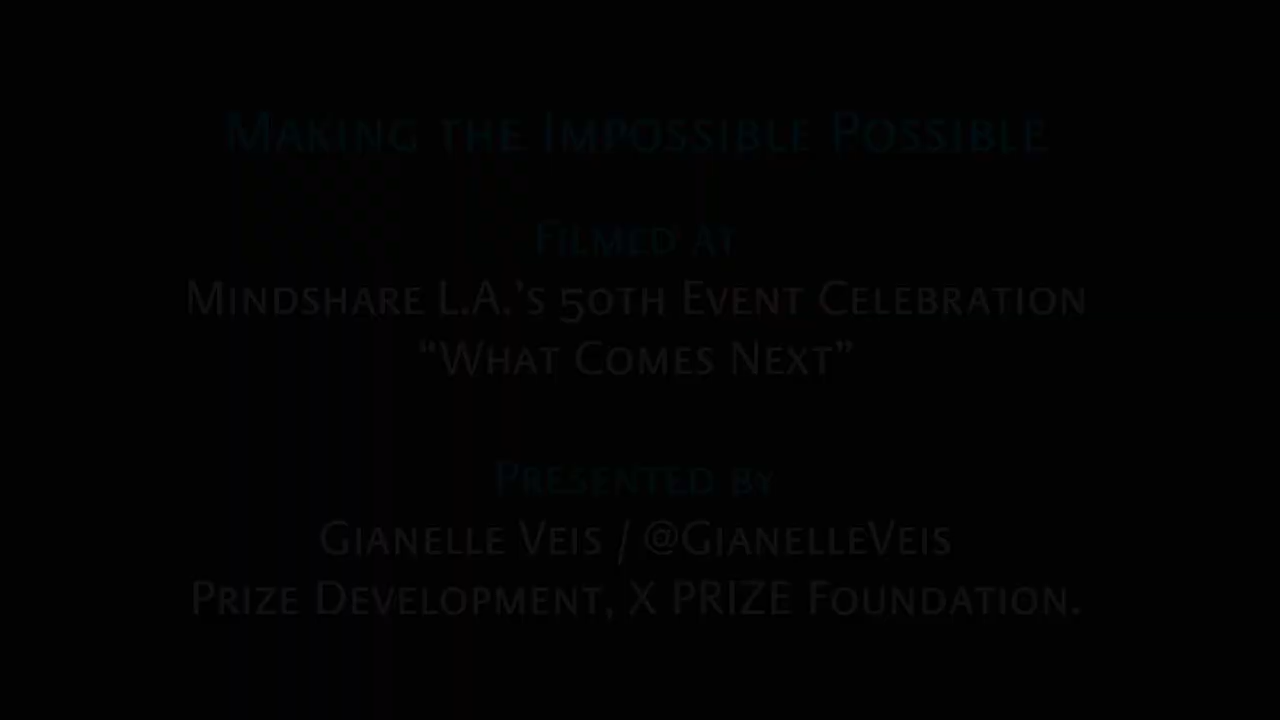 Making the Impossible Possible
Filmed at
Mindshare L.A.'s 50th Event Celebration
“What Comes Next”
Presented by
Gianelle Veis / @GianelleVeis
Prize Development, X PRIZE Foundation.